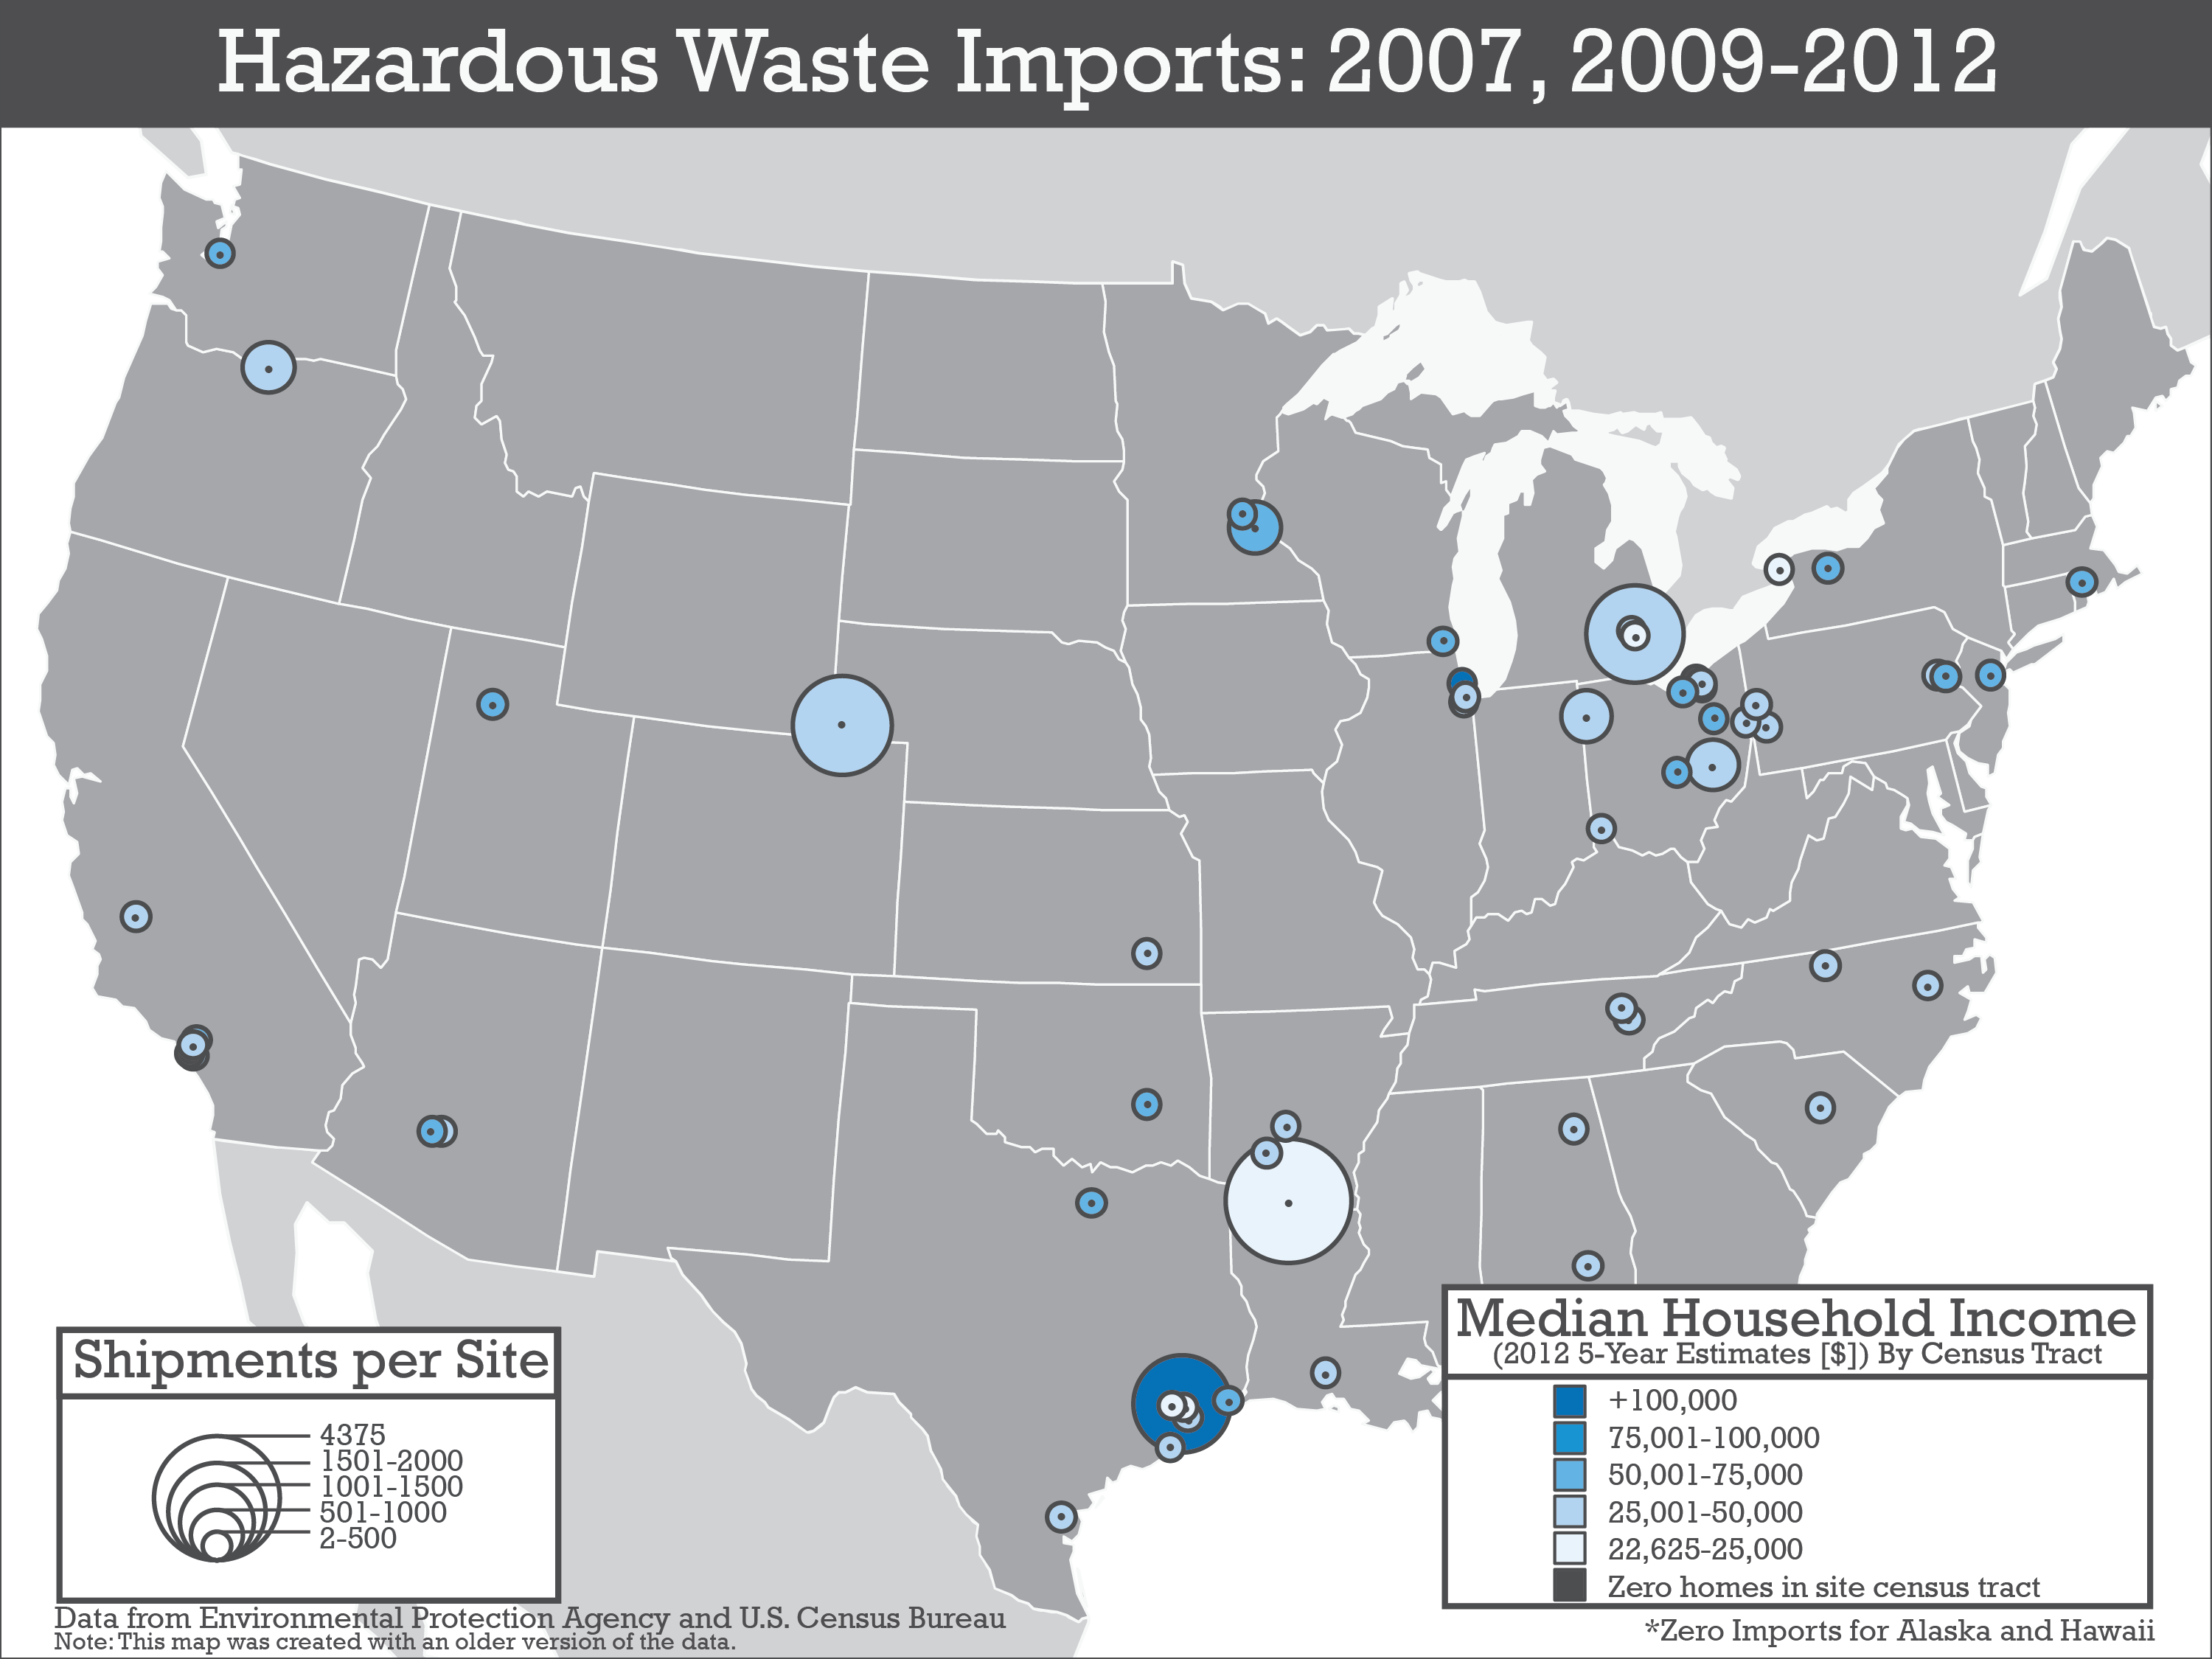 Hazardous Waste Imports: 2007, 2009-2012
Shipments per Site
4375
1501-2000
1001-1500
501-1000
2-500
Median Household Income
(2012 5-Year Estimates [$]) By Census Tract
+100,000
75,001-100,000
50,001-75,000
25,001-50,000
22,625-25,000
Zero homes in site census tract
Data from Environmental Protection Agency and U.S. Census Bureau
Note: This map was created with an older version of the data.
*Zero Imports for Alaska and Hawaii